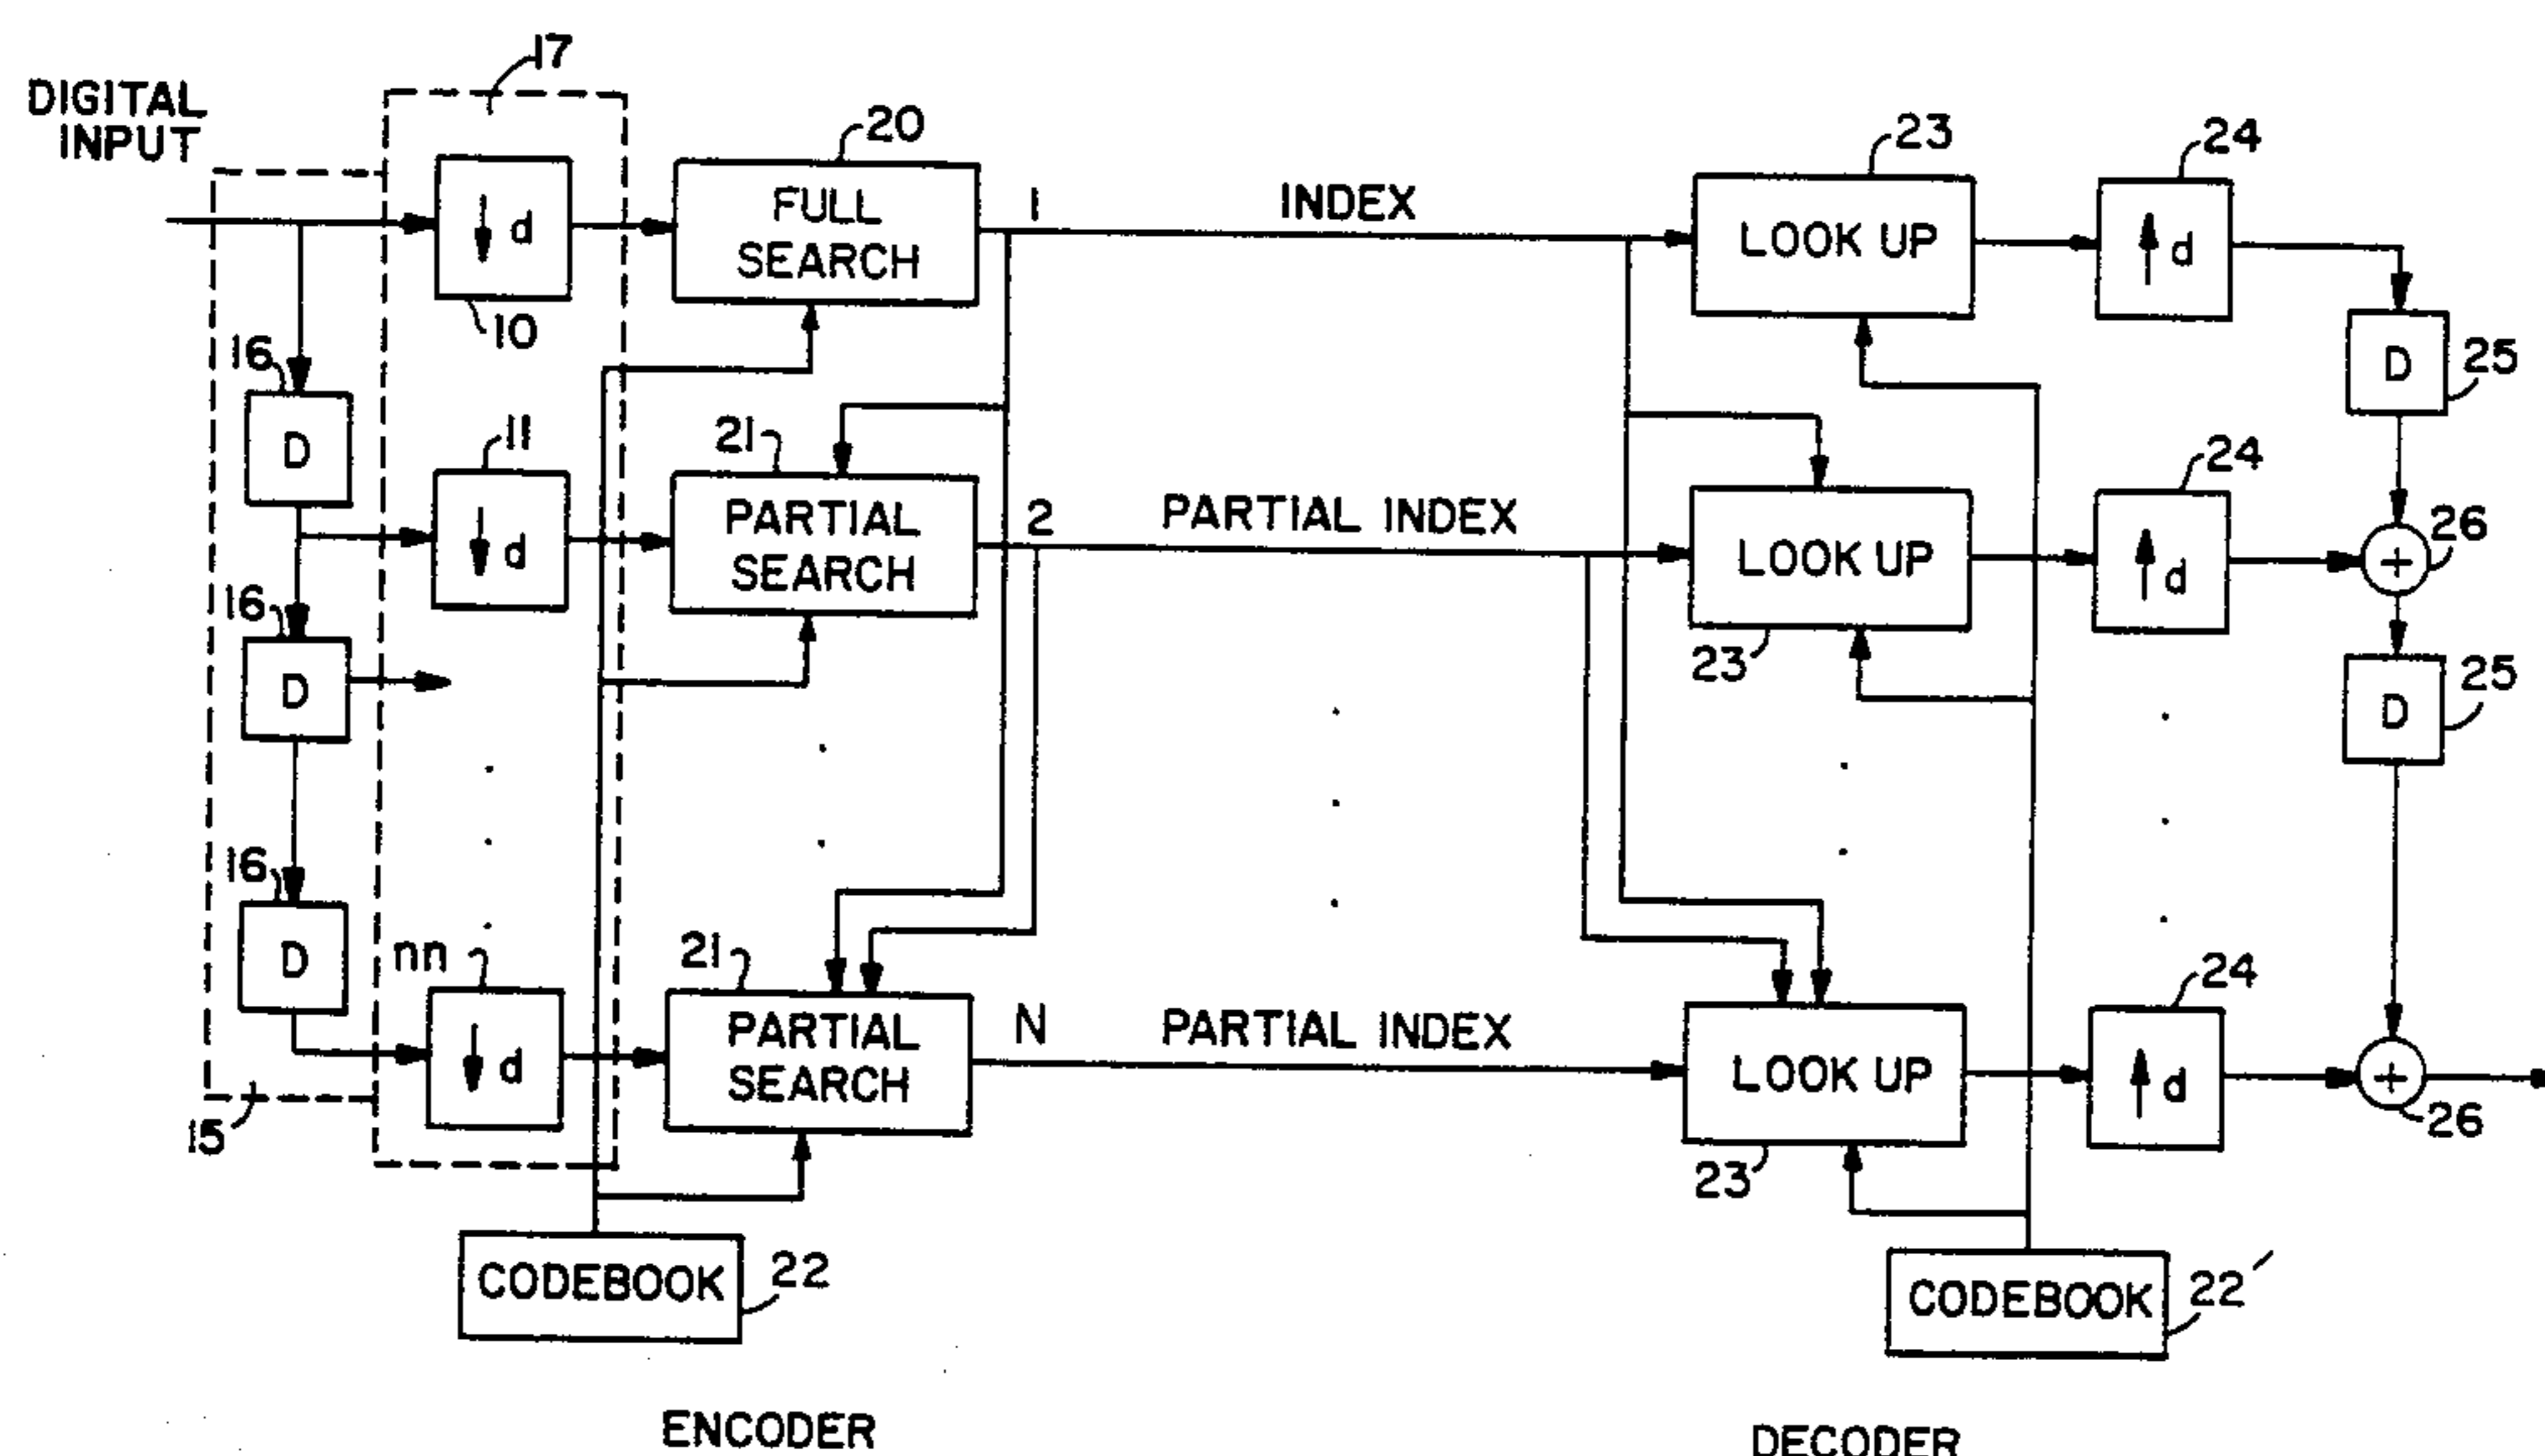 DIGITAL
INPUT
17
↓ d
10
20
FULL
SEARCH
1
INDEX
23
LOOK UP
24
↑ d
D
25
16
D
11
↓ d
21
PARTIAL
SEARCH
2
PARTIAL INDEX
LOOK UP
23
24
↑ d
+
26
16
D
D
25
16
D
nn
↓ d
21
PARTIAL
SEARCH
N
PARTIAL INDEX
LOOK UP
23
24
↑ d
+
26
15
CODEBOOK
22
CODEBOOK
22'
ENCODER
DECODER